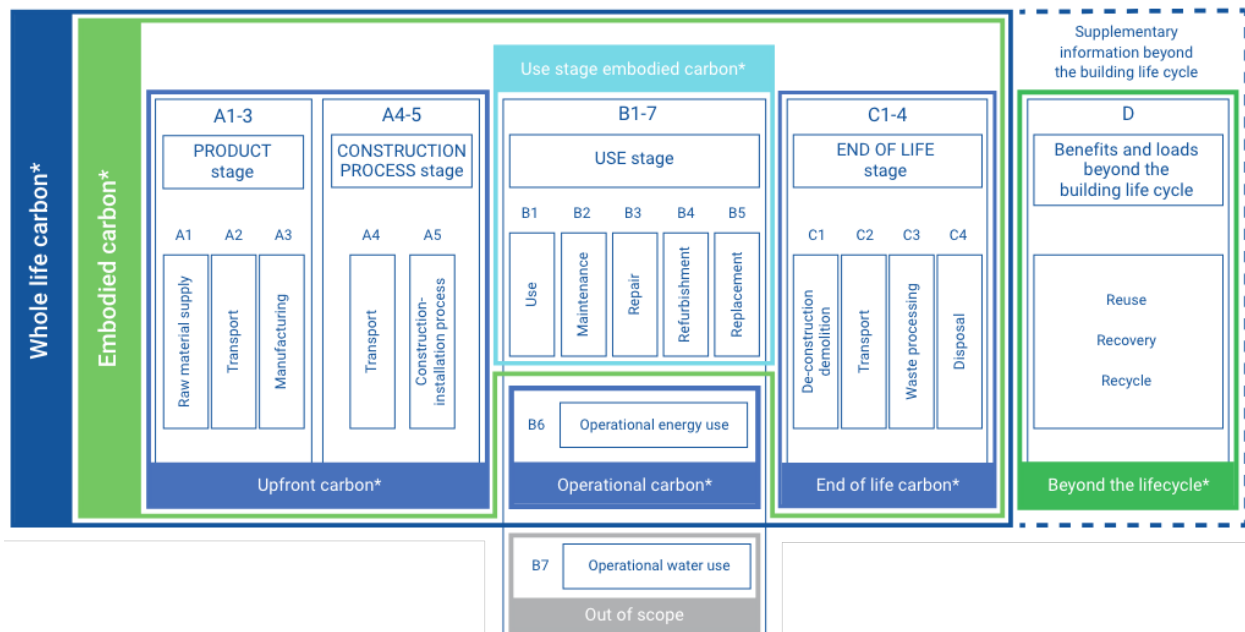 Whole life carbon*
Embodied carbon*
Supplementary
information beyond
the building life cycle
Use stage embodied carbon*
A1-3
PRODUCT
stage
A1
A2
A3
Raw material supply
Transport
Manufacturing
A4-5
CONSTRUCTION
PROCESS stage
A4
A5
Transport
Construction-
installation process
Upfront carbon*
B1-7
USE stage
B1
B2
B3
B4
B5
Use
Maintenance
Repair
Refurbishment
Replacement
B6
Operational energy use
Operational carbon*
B7
Operational water use
Out of scope
C1-4
END OF LIFE
stage
C1
C2
C3
C4
De-construction
demolition
Transport
Waste processing
Disposal
End of life carbon*
D
Benefits and loads
beyond the
building life cycle
Reuse
Recovery
Recycle
Beyond the lifecycle*